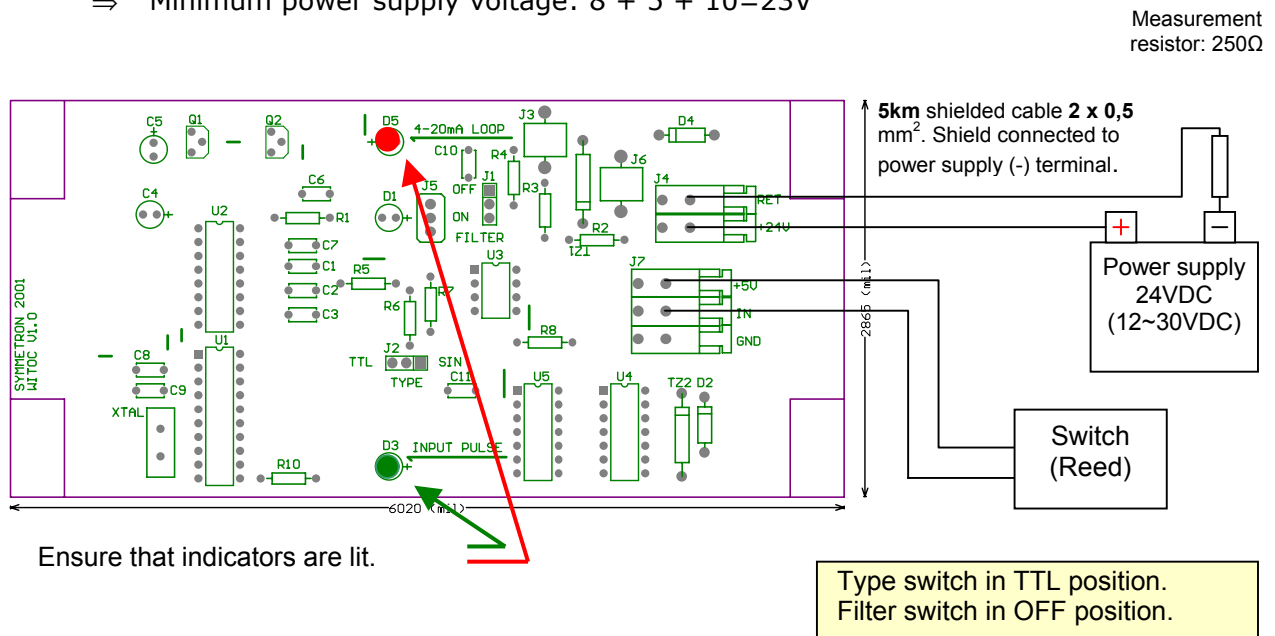 ⇒ Minimum power supply voltage: 8 + 5 + 10=23V
Measurement
resistor: 250Ω
5km shielded cable 2 x 0,5
mm². Shield connected to
power supply (-) terminal.
C5
Q1
Q2
D5
+
4-20mA LOOP
J3
D4
C10
R4
J6
OFF
J1
R3
J4
RET
+24V
C4
+
U2
C6
R1
D1
+
J5
ON
FILTER
R2
TZ1
C7
C1
C2
C3
R5
R6
R7
U3
J7
+5V
IN
GND
R8
+ −
Power supply
24VDC
(12~30VDC)
2865 (mil)
SYMMETRON 2001
WITOC V1.0
U1
J2
TTL
SIN
TYPE
C8
C9
C11
U5
U4
TZ2
D2
XTAL
R10
D3
+
INPUT PULSE
Switch
(Reed)
6020 (mil)
Ensure that indicators are lit.
Type switch in TTL position.
Filter switch in OFF position.